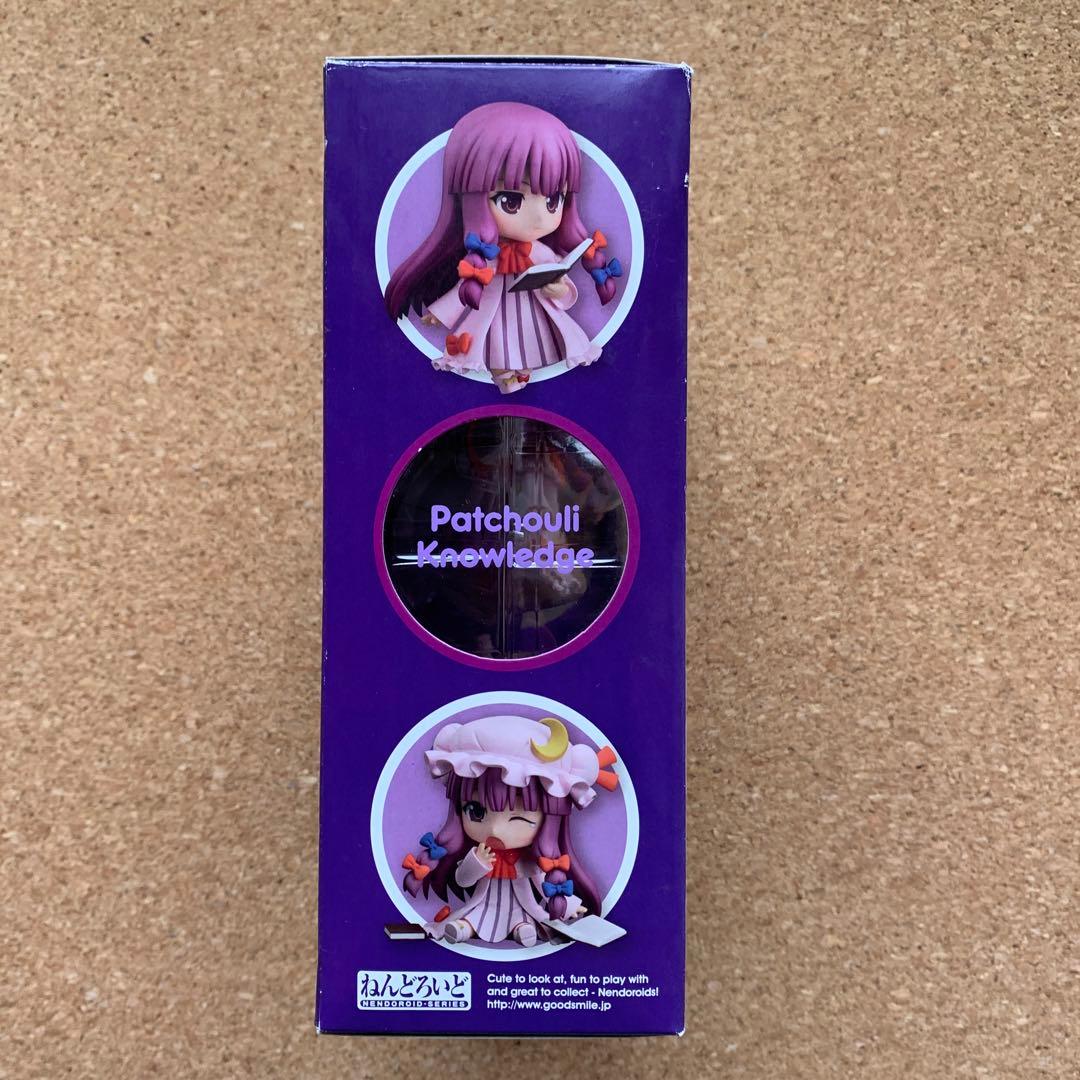 Patchouli
Knowledge
ねんどろいど
NENDOROID-SERIES
Cute to look at, fun to play with
and great to collect - Nendoroids!
http://www.goodsmile.jp